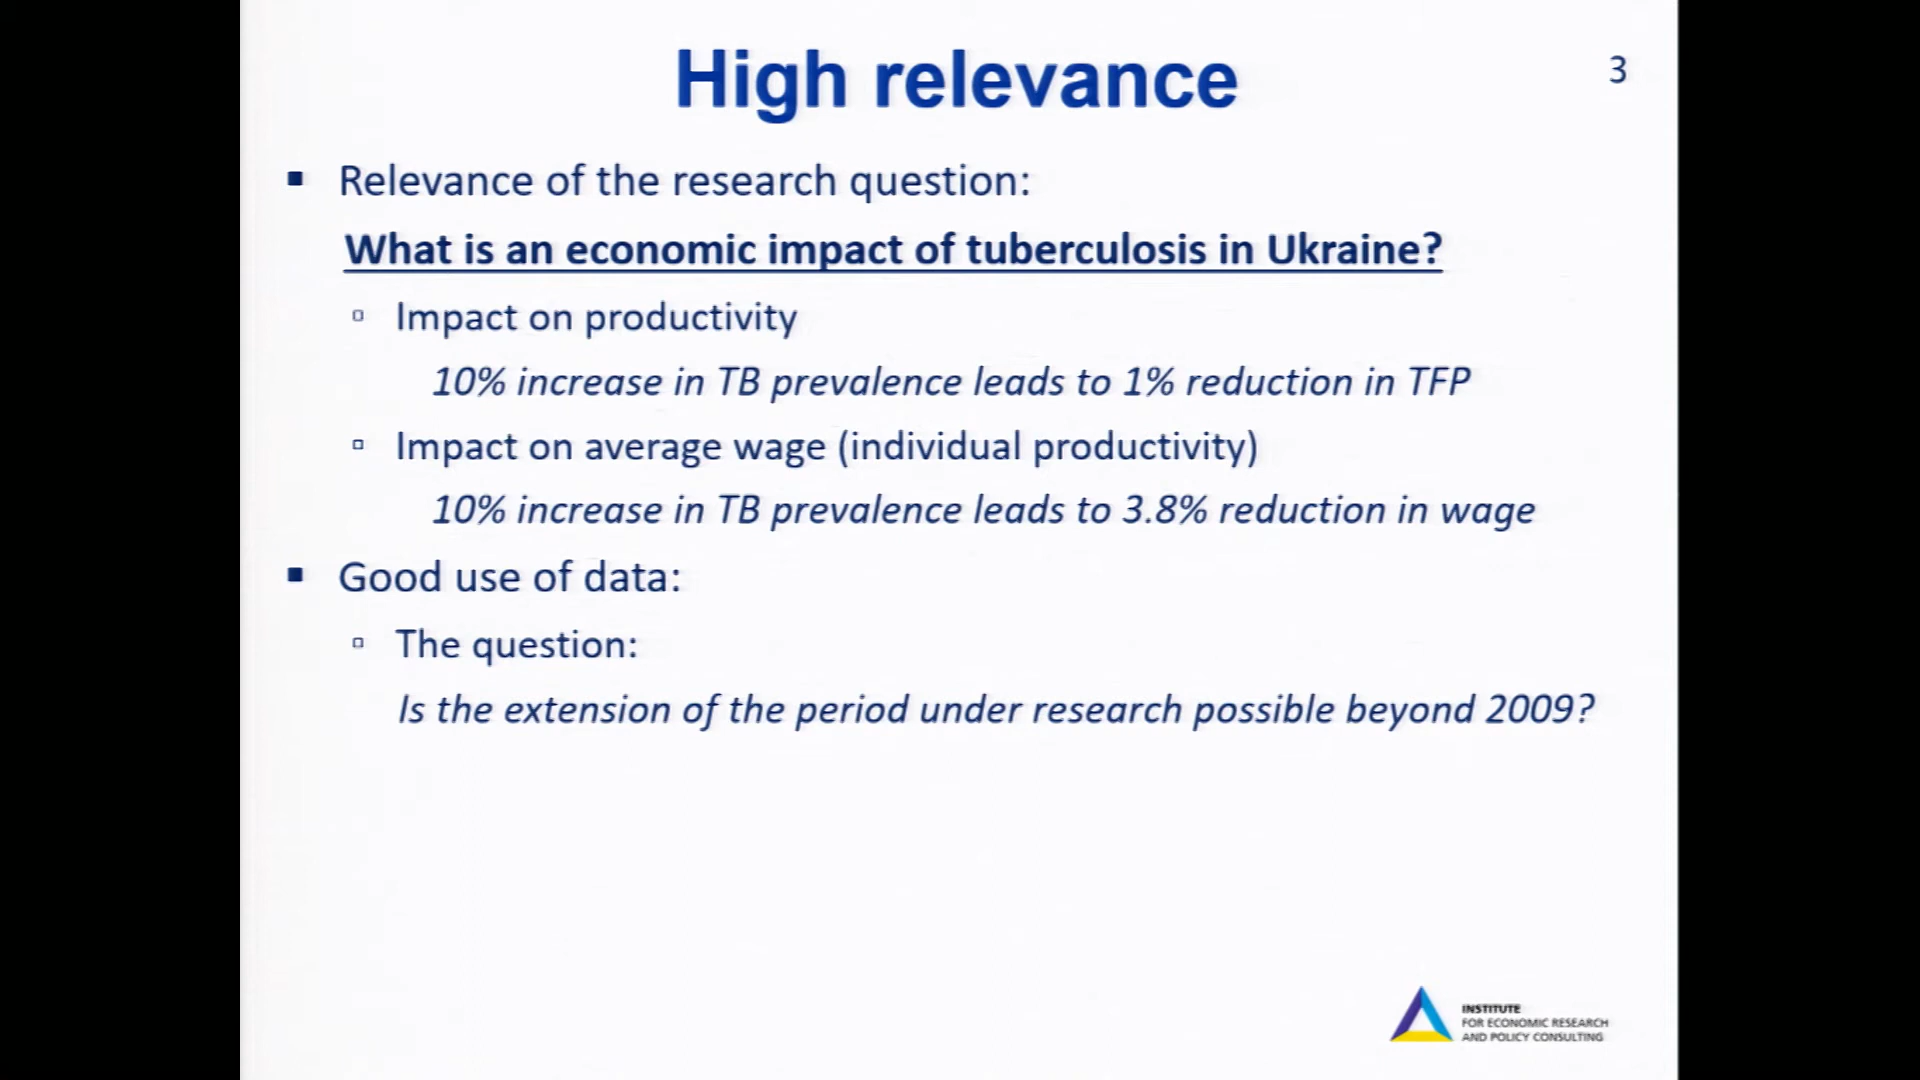 High relevance
3
▪ Relevance of the research question:
What is an economic impact of tuberculosis in Ukraine?
▫ Impact on productivity
10% increase in TB prevalence leads to 1% reduction in TFP
▫ Impact on average wage (individual productivity)
10% increase in TB prevalence leads to 3.8% reduction in wage
▪ Good use of data:
▫ The question:
Is the extension of the period under research possible beyond 2009?
INSTITUTE
FOR ECONOMIC RESEARCH
AND POLICY CONSULTING